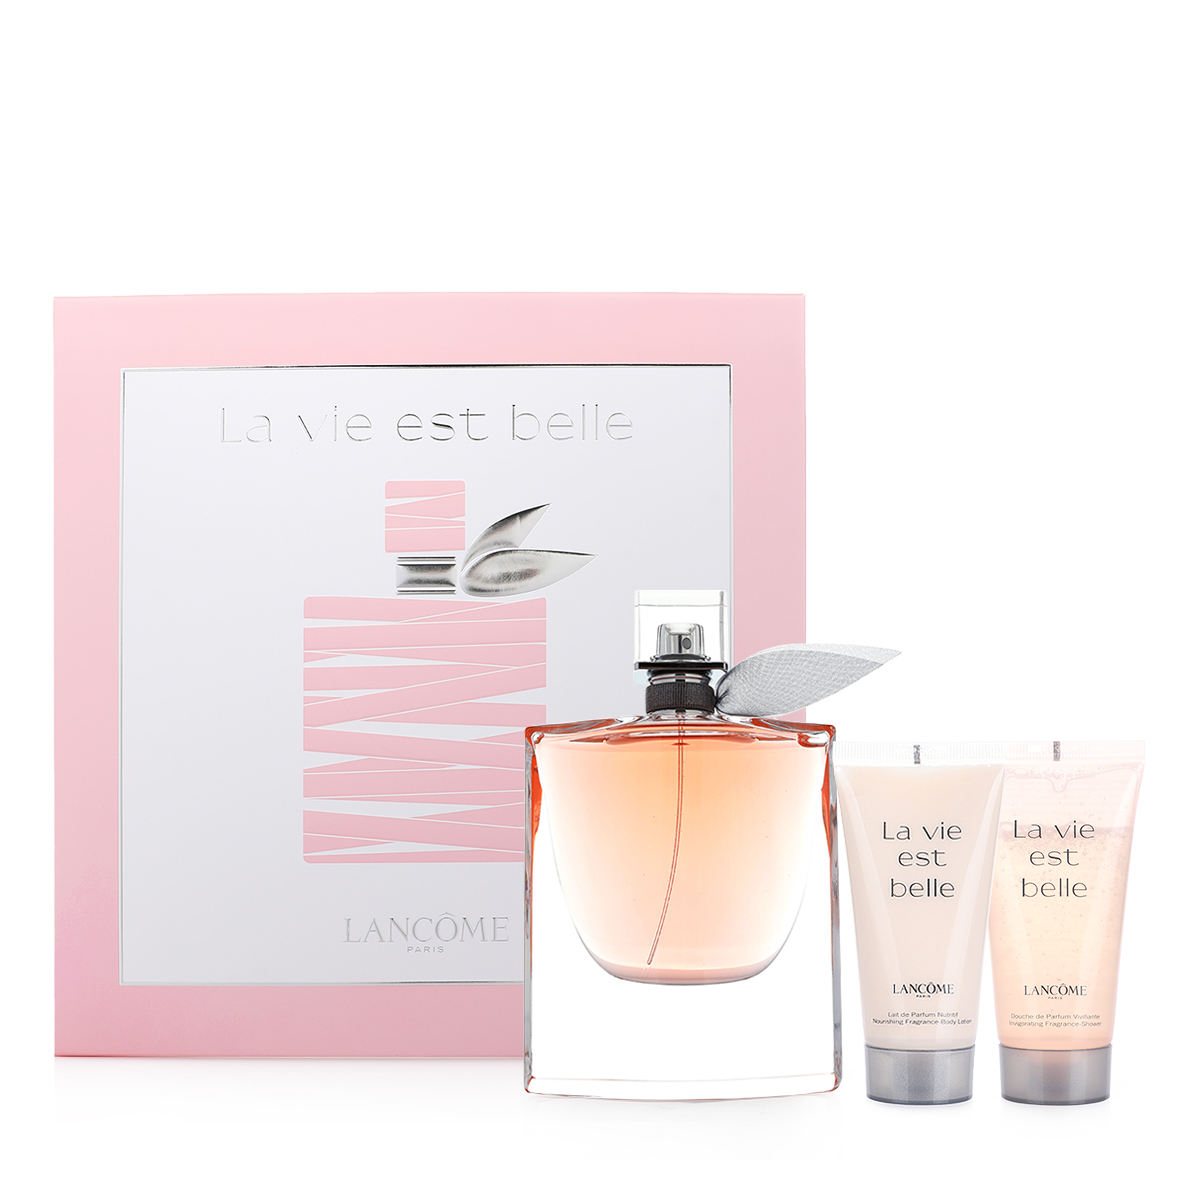 La vie est belle
LANCÔME
PARIS
La vie
est
belle
LANCÔME
PARIS
Lait de Parfum Nutritif
Nourishing Fragrance-Body Lotion
La vie
est
belle
LANCÔME
PARIS
Douche de Parfum Vivifiante
Invigorating Fragrance-Shower